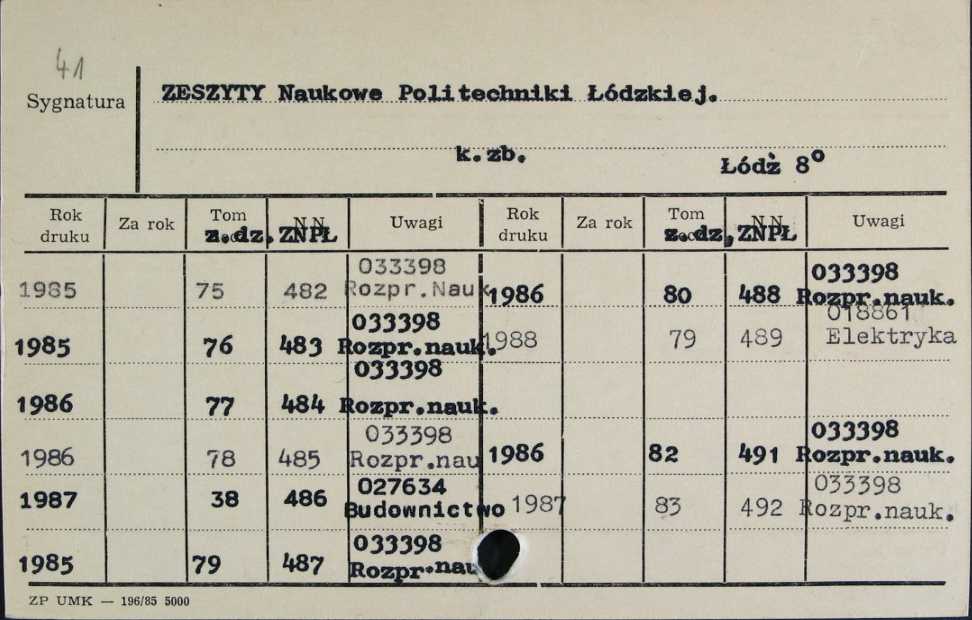 41
Sygnatura
ZESZYTY Naukowe Politechniki Łódzkiej.
k.zb.
Łódź 8°
Rok druku Za rok Tom N.N. Uwagi Rok druku Za rok Tom N.N. Uwagi
z.dz, ZNPŁ z.dz, ZNPŁ
033398 033398
1985 75 482 Rozpr.Nauk 1986 80 488 Rozpr.nauk.
033398 018861
1985 76 483 Rozpr.nauk. 1988 79 489 Elektryka
033398
1986 77 484 Rozpr.nauk.
033398 033398
1986 78 485 Rozpr.nau 1986 82 491 Rozpr.nauk.
027634 033398
1987 38 486 Budownictwo 1987 83 492 Rozpr.nauk.
033398
1985 79 487 Rozpr.nau
ZP UMK — 196/85 5000